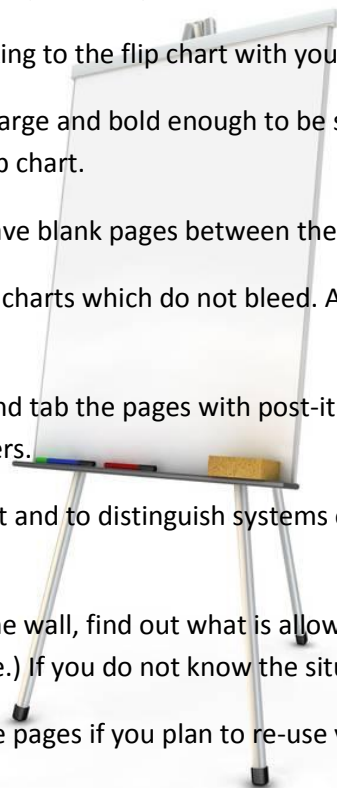 ing to the flip chart with you
arge and bold enough to be s
o chart.
ve blank pages between the
charts which do not bleed. A
nd tab the pages with post-it
ers.
t and to distinguish systems
ne wall, find out what is allow
e.) If you do not know the situ
e pages if you plan to re-use